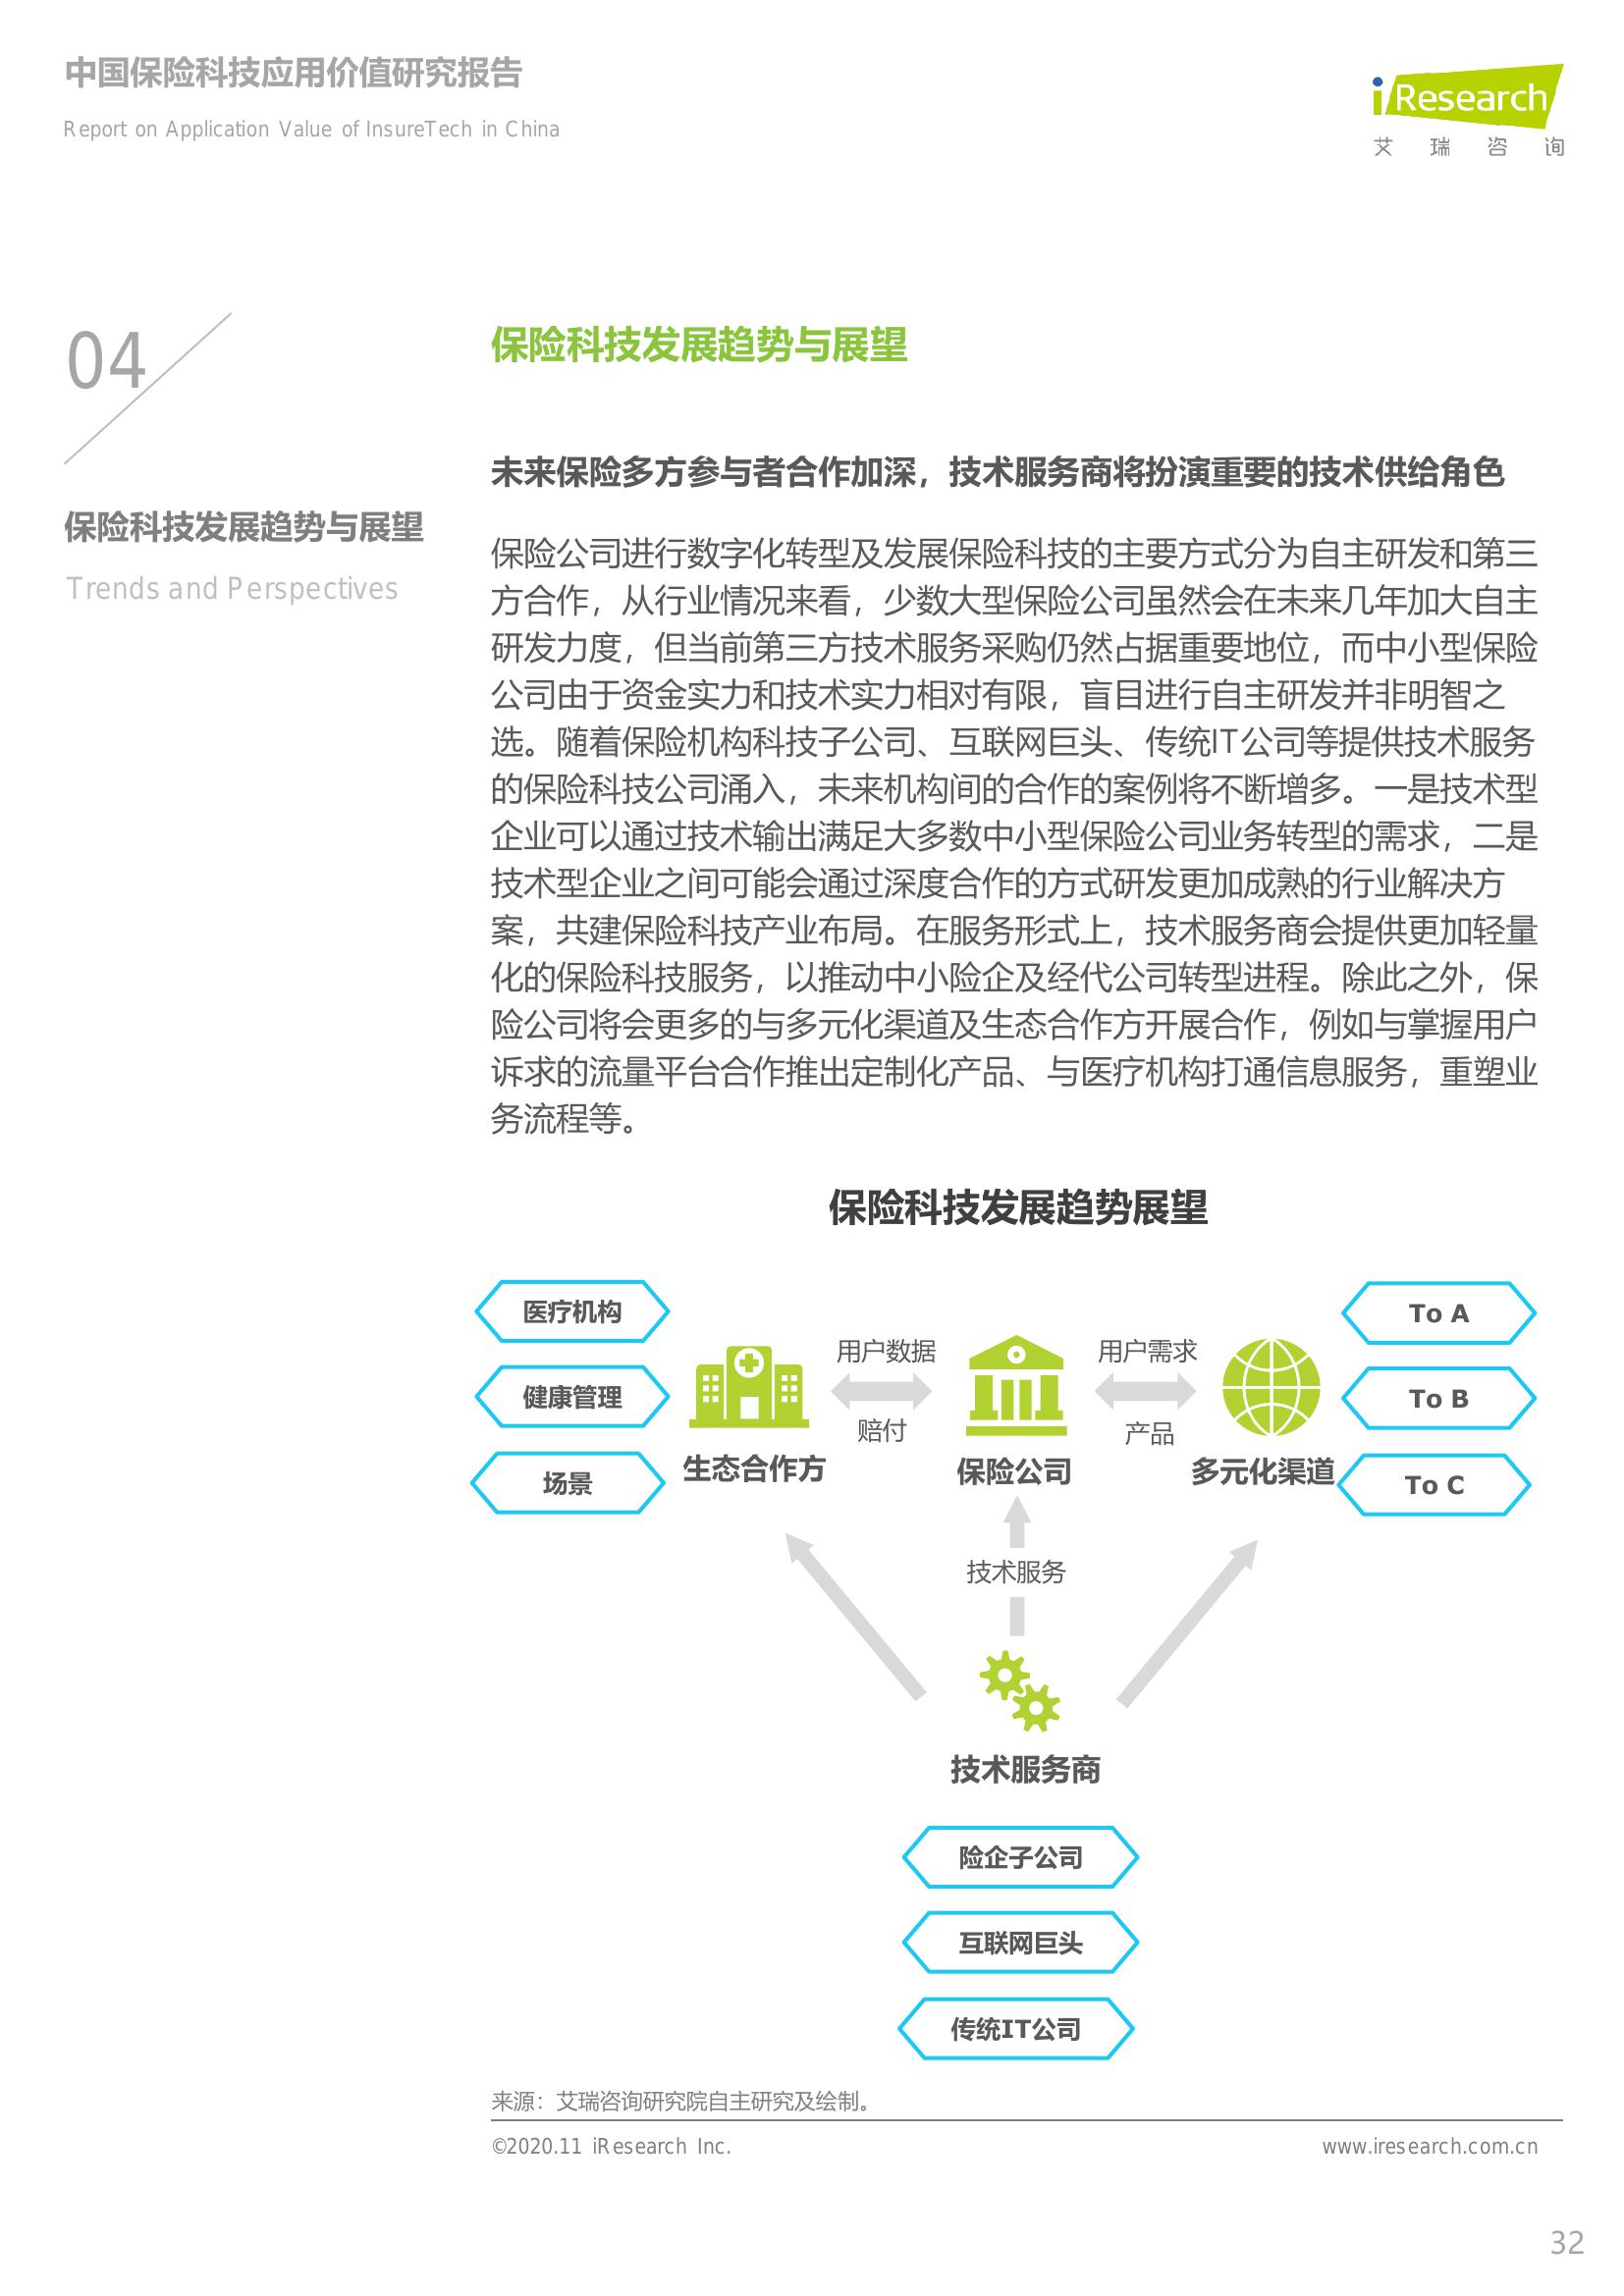 中国保险科技应用价值研究报告
Report on Application Value of InsureTech in China
iResearch
艾瑞咨询
04
保险科技发展趋势与展望
Trends and Perspectives
保险科技发展趋势与展望
未来保险多方参与者合作加深，技术服务商将扮演重要的技术供给角色
保险公司进行数字化转型及发展保险科技的主要方式分为自主研发和第三
方合作，从行业情况来看，少数大型保险公司虽然会在未来几年加大自主
研发力度，但当前第三方技术服务采购仍然占据重要地位，而中小型保险
公司由于资金实力和技术实力相对有限，盲目进行自主研发并非明智之
选。随着保险机构科技子公司、互联网巨头、传统IT公司等提供技术服务
的保险科技公司涌入，未来机构间的合作的案例将不断增多。一是技术型
企业可以通过技术输出满足大多数中小型保险公司业务转型的需求，二是
技术型企业之间可能会通过深度合作的方式研发更加成熟的行业解决方
案，共建保险科技产业布局。在服务形式上，技术服务商会提供更加轻量
化的保险科技服务，以推动中小险企及经代公司转型进程。除此之外，保
险公司将会更多的与多元化渠道及生态合作方开展合作，例如与掌握用户
诉求的流量平台合作推出定制化产品、与医疗机构打通信息服务，重塑业
务流程等。
保险科技发展趋势展望
医疗机构
健康管理
场景
生态合作方
用户数据
赔付
保险公司
用户需求
产品
多元化渠道
To A
To B
To C
技术服务
技术服务商
险企子公司
互联网巨头
传统IT公司
来源：艾瑞咨询研究院自主研究及绘制。
©2020.11 iResearch Inc.
www.iresearch.com.cn
32